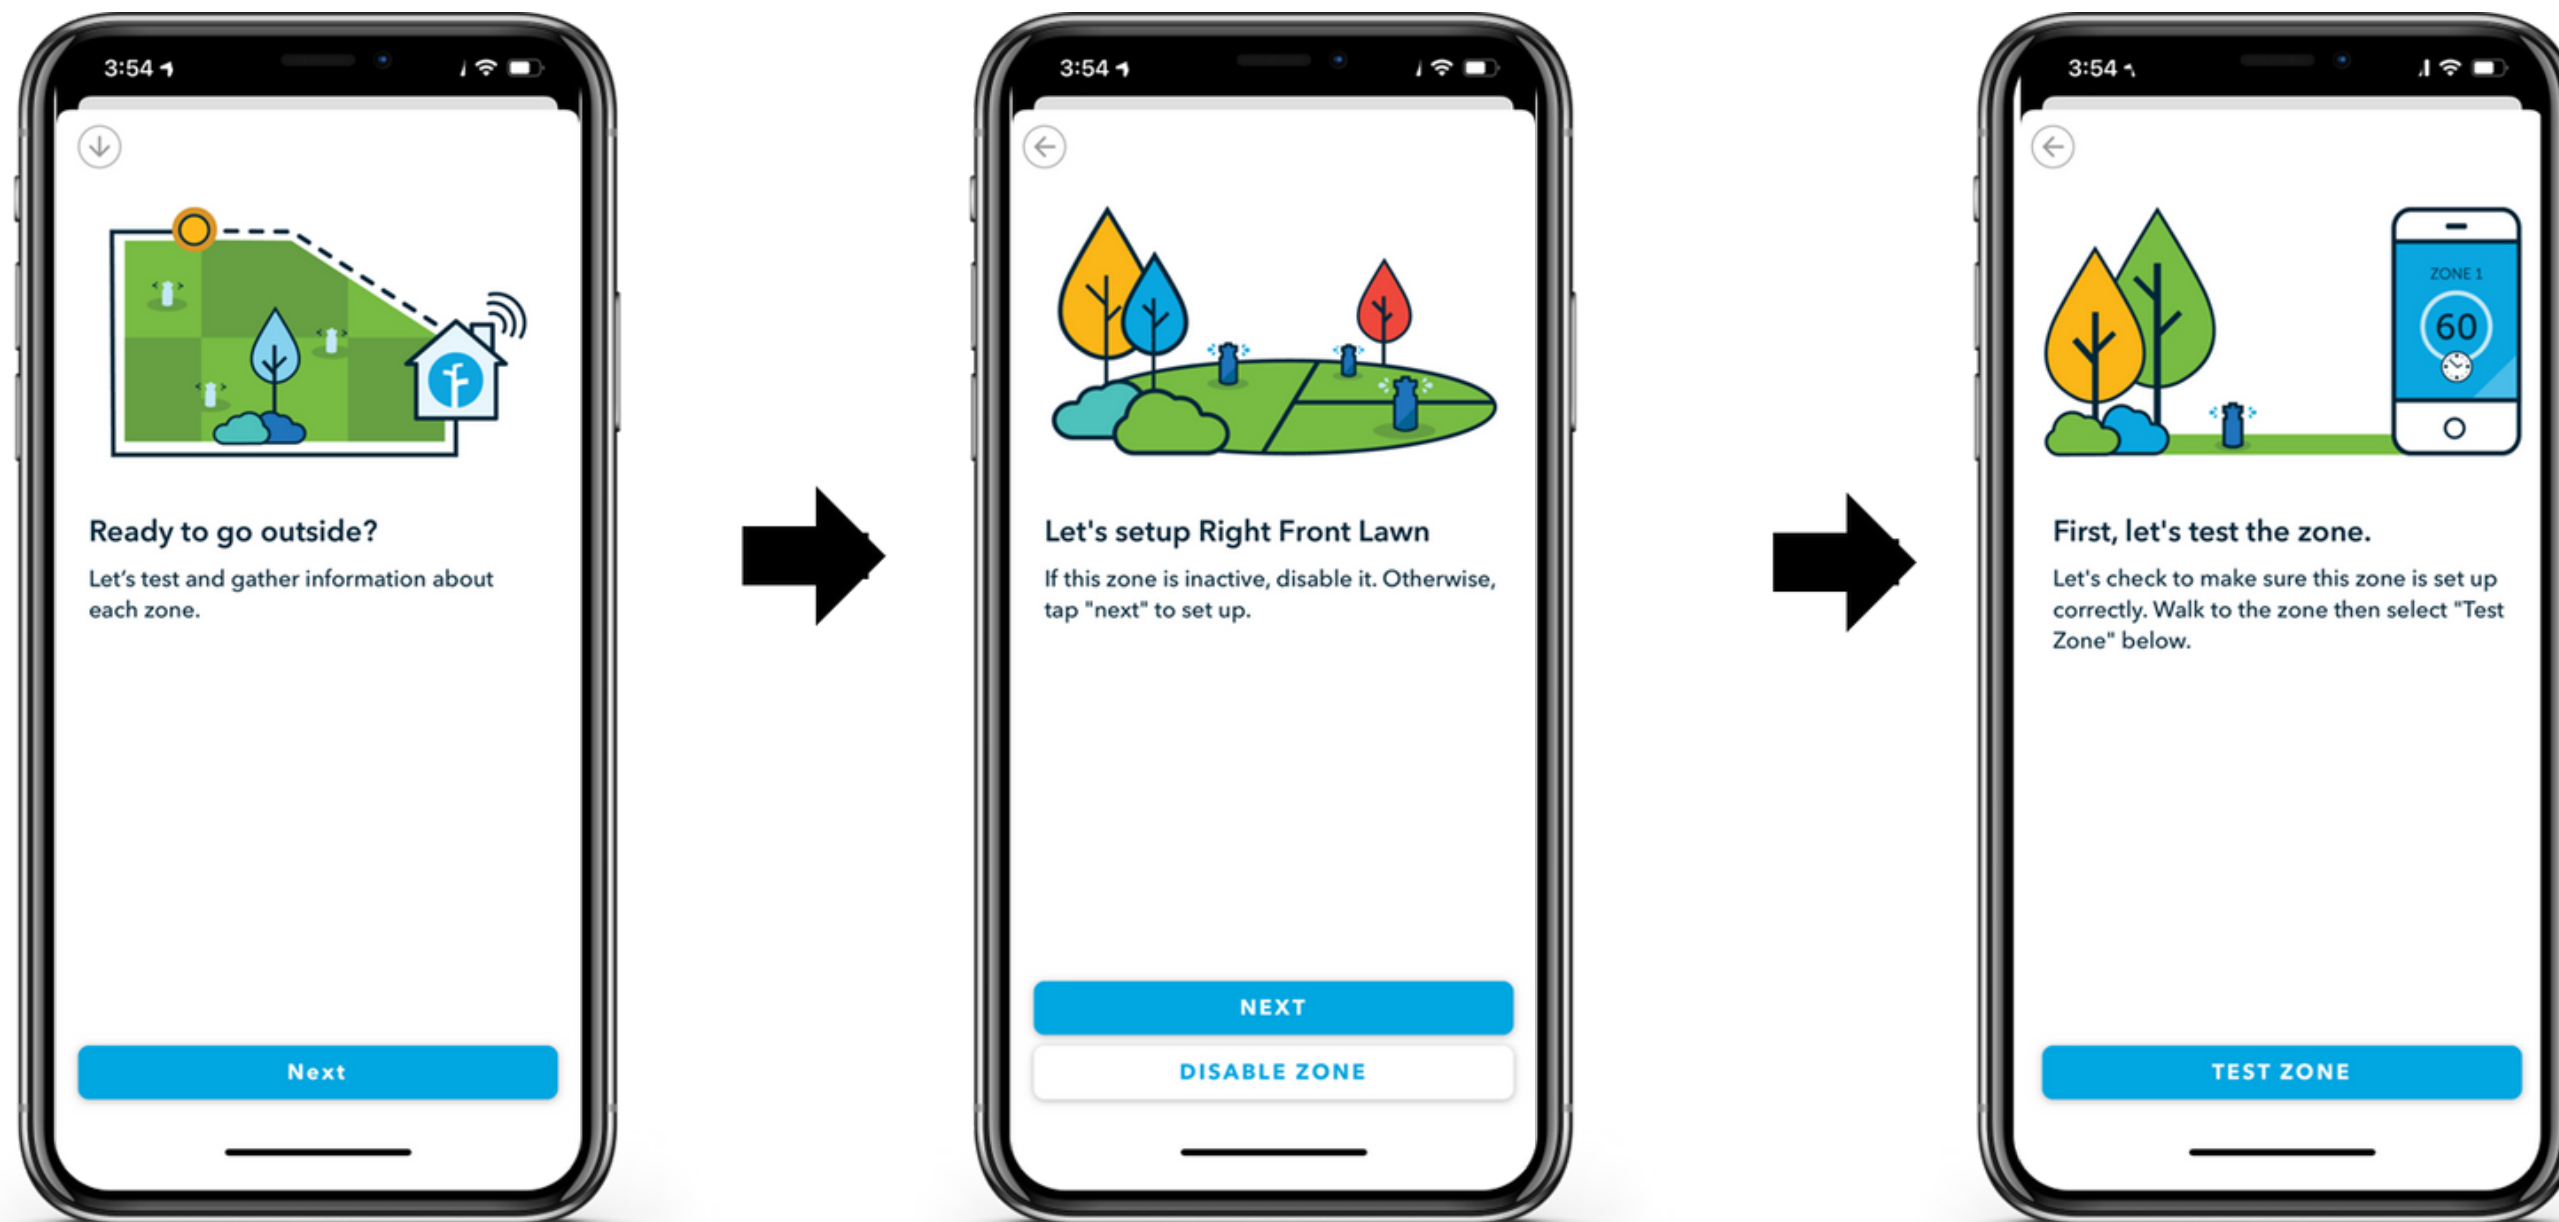 3:54
Ready to go outside?
Let's test and gather information about
each zone.
Next
3:54
Let's setup Right Front Lawn
If this zone is inactive, disable it. Otherwise,
tap "next" to set up.
NEXT
DISABLE ZONE
3:54
ZONE 1
60
First, let's test the zone.
Let's check to make sure this zone is set up
correctly. Walk to the zone then select "Test
Zone" below.
TEST ZONE